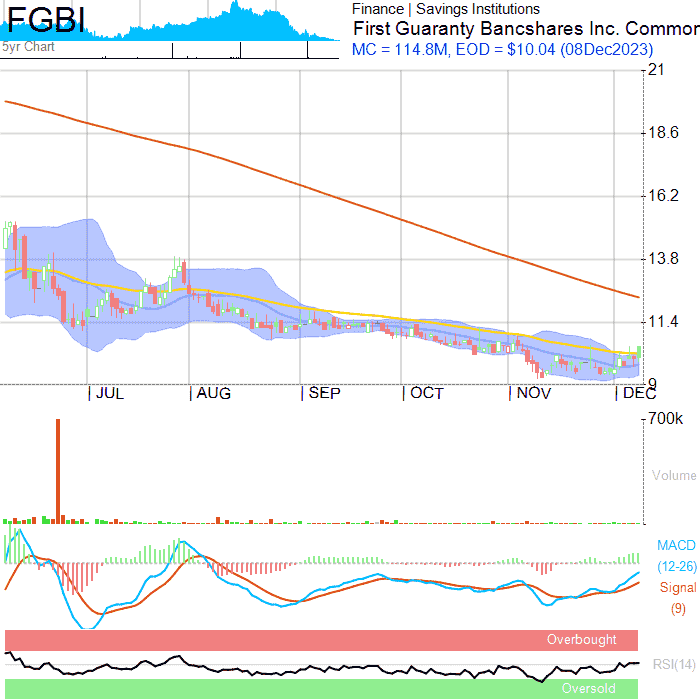 FGBI
5yr Chart
Finance | Savings Institutions
First Guaranty Bancshares Inc. Common
MC = 114.8M, EOD = $10.04 (08Dec2023)
21
18.6
16.2
13.8
11.4
9
JUL AUG SEP OCT NOV DEC
700k
Volume
MACD
(12-26)
Signal
(9)
Overbought
RSI(14)
Oversold